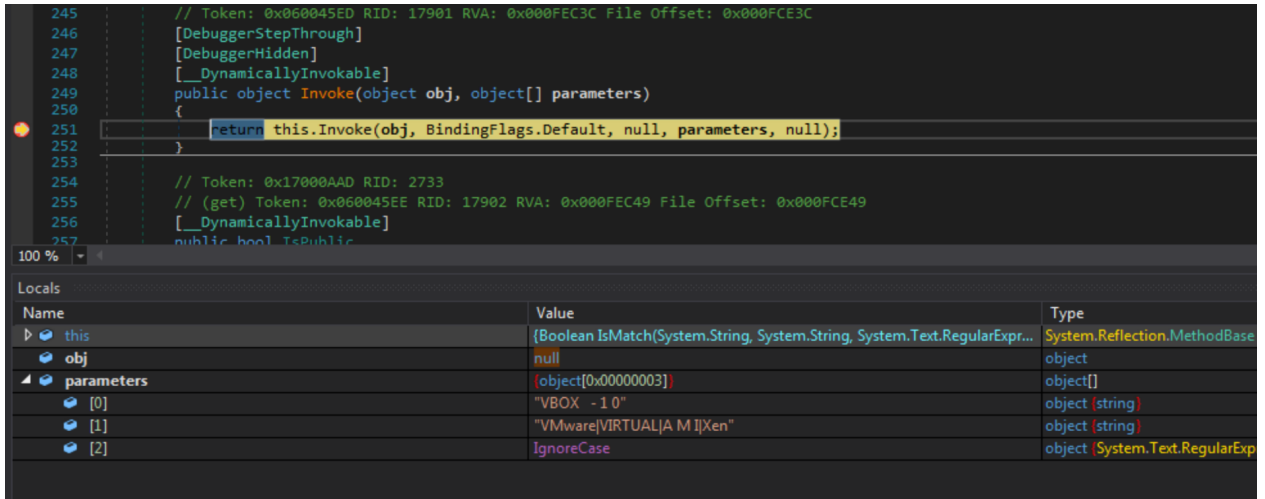 245 // Token: 0x060045ED RID: 17901 RVA: 0x000FEC3C File Offset: 0x000FCE3C
246 [DebuggerStepThrough]
247 [DebuggerHidden]
248 [__DynamicallyInvokable]
249 public object Invoke(object obj, object[] parameters)
250 {
251 return this.Invoke(obj, BindingFlags.Default, null, parameters, null);
252 }
253
254 // Token: 0x17000AAD RID: 2733
255 // (get) Token: 0x060045EE RID: 17902 RVA: 0x000FEC49 File Offset: 0x000FCE49
256 [__DynamicallyInvokable]
257 public bool IsPublic
100 %
Locals
Name Value Type
this {Boolean IsMatch(System.String, System.String, System.Text.RegularExpr... System.Reflection.MethodBase
obj null object
parameters {object[0x00000003]} object[]
[0] "VBOX - 1 0" object {string}
[1] "VMware|VIRTUAL|A M I|Xen" object {string}
[2] IgnoreCase object {System.Text.RegularExp